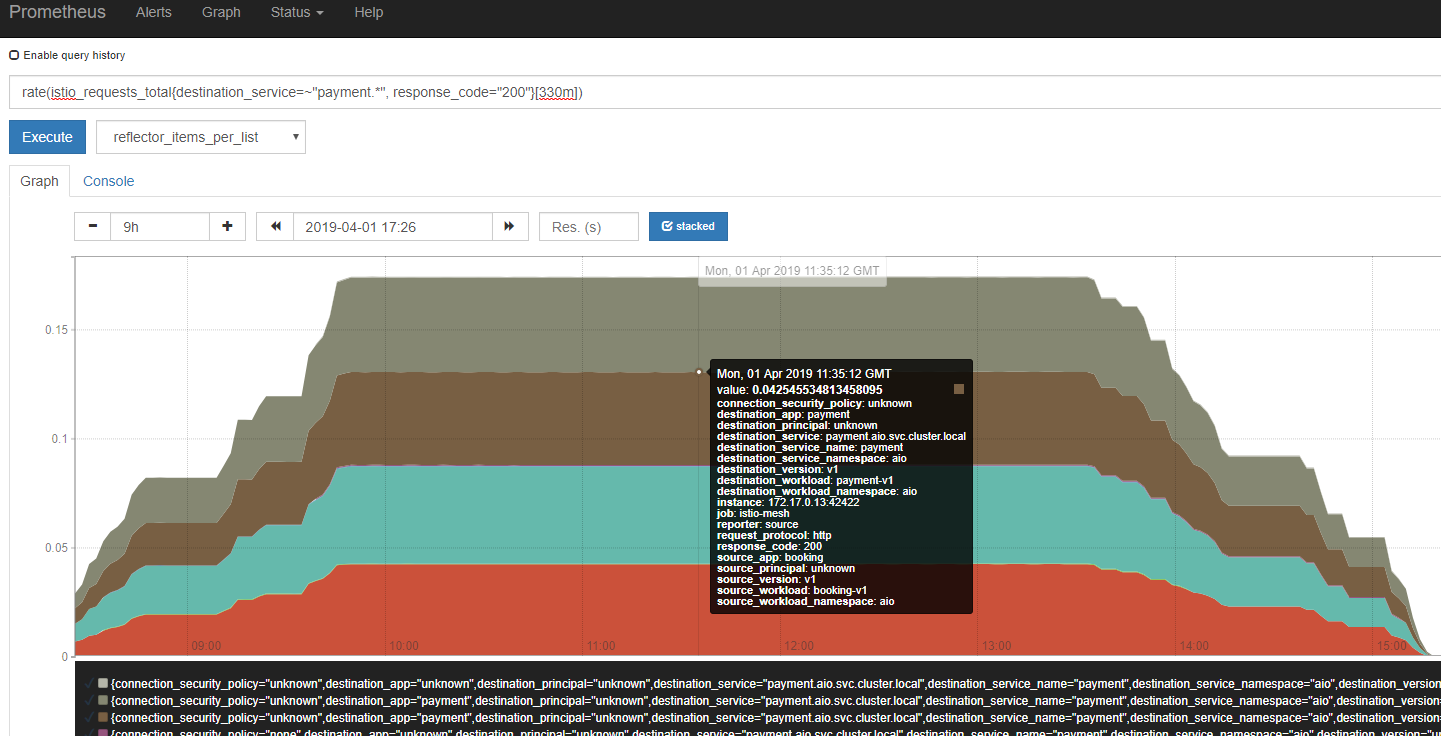 Prometheus Alerts Graph Status Help
Enable query history
rate(istio_requests_total{destination_service=~"payment.*", response_code="200"}[330m])
Execute reflector_items_per_list
Graph Console
9h 2019-04-01 17:26 Res. (s) stacked
Mon, 01 Apr 2019 11:35:12 GMT
0.15
0.1
0.05
0
Mon, 01 Apr 2019 11:35:12 GMT
value: 0.042545534813458095
connection_security_policy: unknown
destination_app: payment
destination_principal: unknown
destination_service: payment.aio.svc.cluster.local
destination_service_name: payment
destination_service_namespace: aio
destination_version: v1
destination_workload: payment-v1
destination_workload_namespace: aio
instance: 172.17.0.13:42422
job: istio-mesh
reporter: source
request_protocol: http
response_code: 200
source_app: booking
source_principal: unknown
source_version: v1
source_workload: booking-v1
source_workload_namespace: aio
09:00 10:00 11:00 12:00 13:00 14:00 15:00
{connection_security_policy="unknown",destination_app="unknown",destination_principal="unknown",destination_service="payment.aio.svc.cluster.local",destination_service_name="payment",destination_service_namespace="aio",destination_version
{connection_security_policy="unknown",destination_app="payment",destination_principal="unknown",destination_service="payment.aio.svc.cluster.local",destination_service_name="payment",destination_service_namespace="aio",destination_version=
{connection_security_policy="unknown",destination_app="payment",destination_principal="unknown",destination_service="payment.aio.svc.cluster.local",destination_service_name="payment",destination_service_namespace="aio",destination_version=
{connection_security_policy="none",destination_app="unknown",destination_principal="unknown",destination_service="payment.aio.svc.cluster.local",destination_service_name="payment",destination_service_namespace="aio",destination_version=